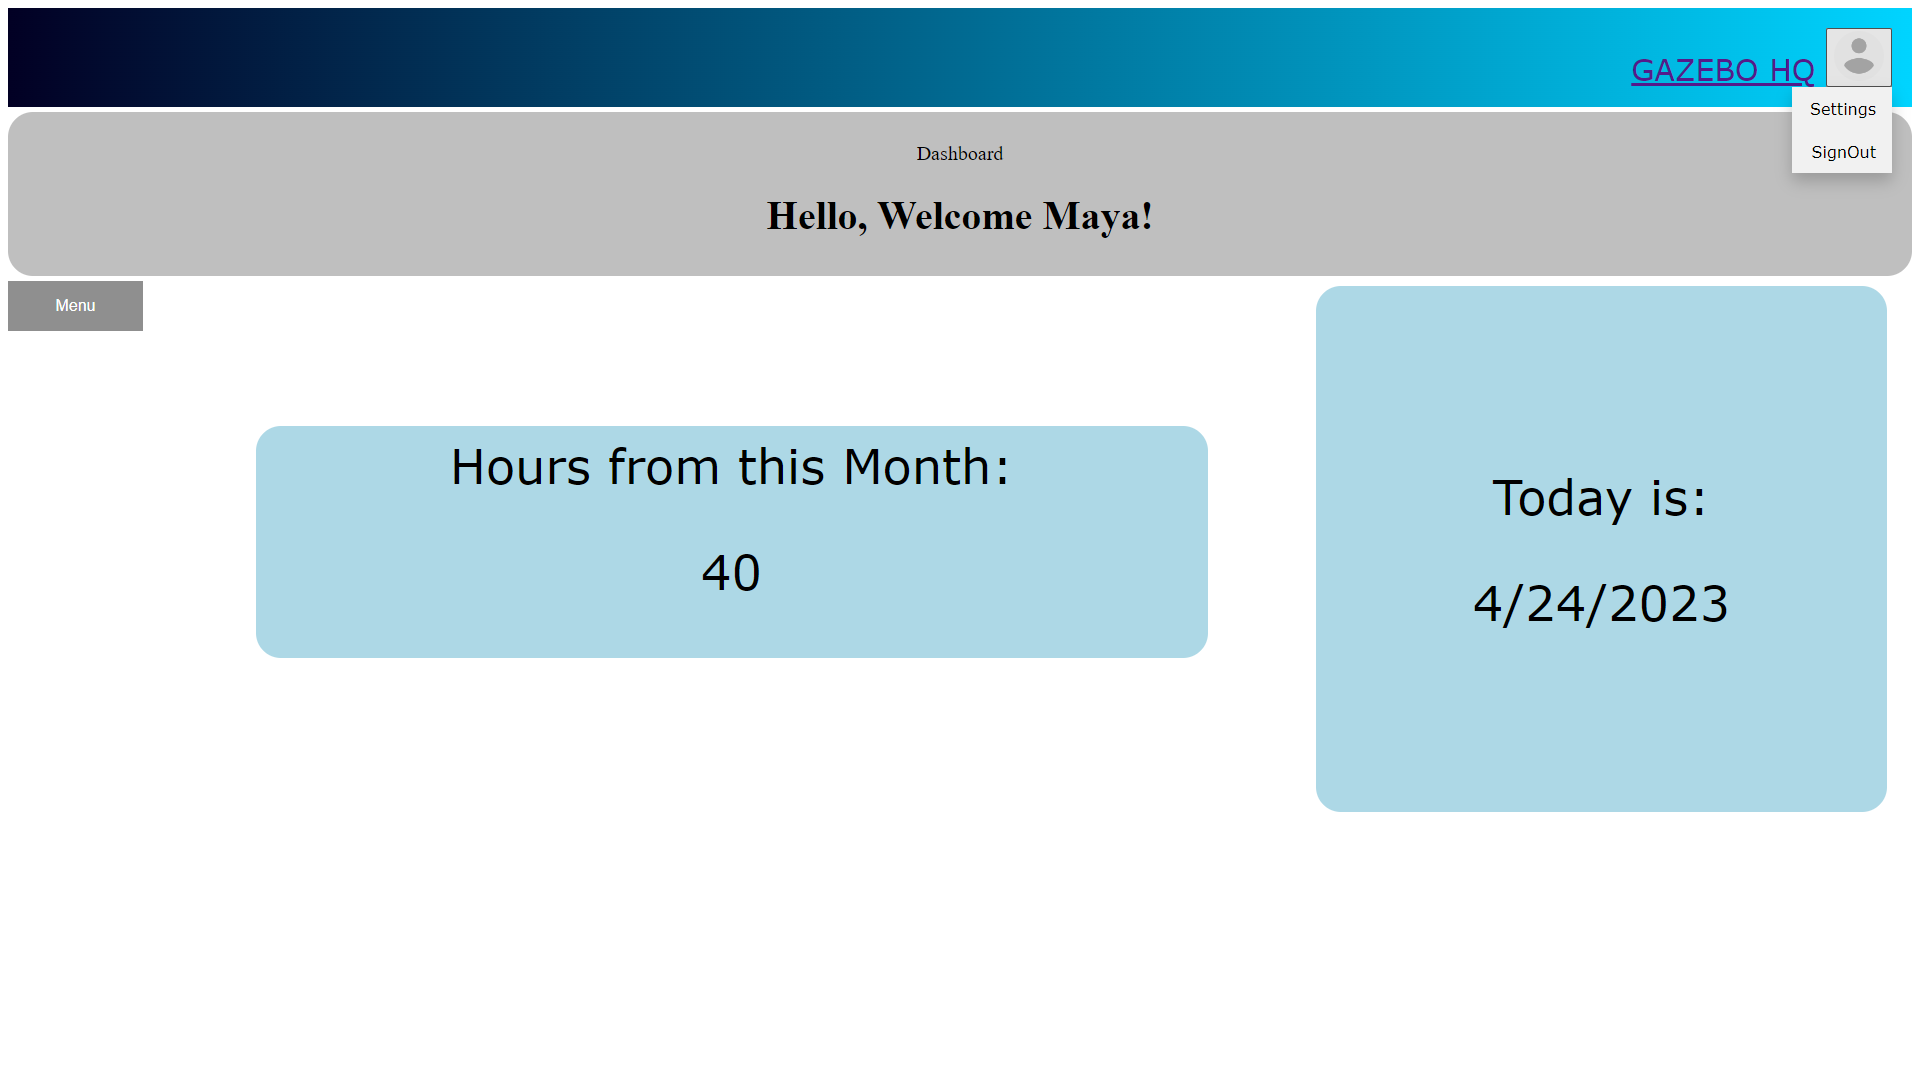 GAZEBO HQ
Settings
SignOut
Dashboard
Hello, Welcome Maya!
Menu
Hours from this Month:
40
Today is:
4/24/2023